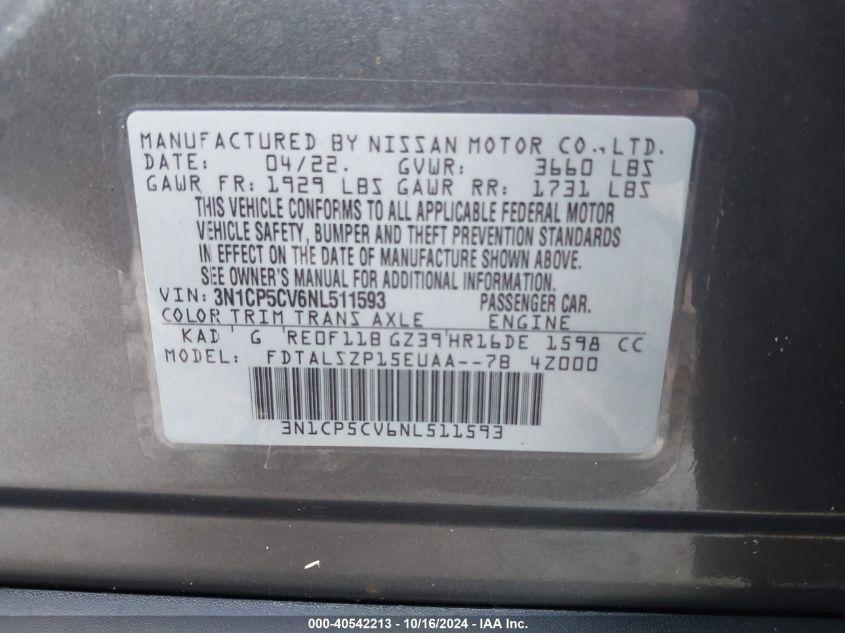 MANUFACTURED BY NISSAN MOTOR CO., LTD.
DATE: 04/22. GVWR: 3660 LBS
GAWR FR: 1929 LBS GAWR RR: 1731 LBS
THIS VEHICLE CONFORMS TO ALL APPLICABLE FEDERAL MOTOR
VEHICLE SAFETY, BUMPER AND THEFT PREVENTION STANDARDS
IN EFFECT ON THE DATE OF MANUFACTURE SHOWN ABOVE.
SEE OWNER'S MANUAL FOR ADDITIONAL INFORMATION.
VIN: 3N1CP5CV6NL511593 PASSENGER CAR.
COLOR TRIM TRANS AXLE ENGINE
KAD G RE0F11B GZ39 HR16DE 1598 CC
MODEL: FDTALSZP15EUAA--7B 4Z000
3N1CP5CV6NL511593
000-40542213 - 10/16/2024 - IAA Inc.